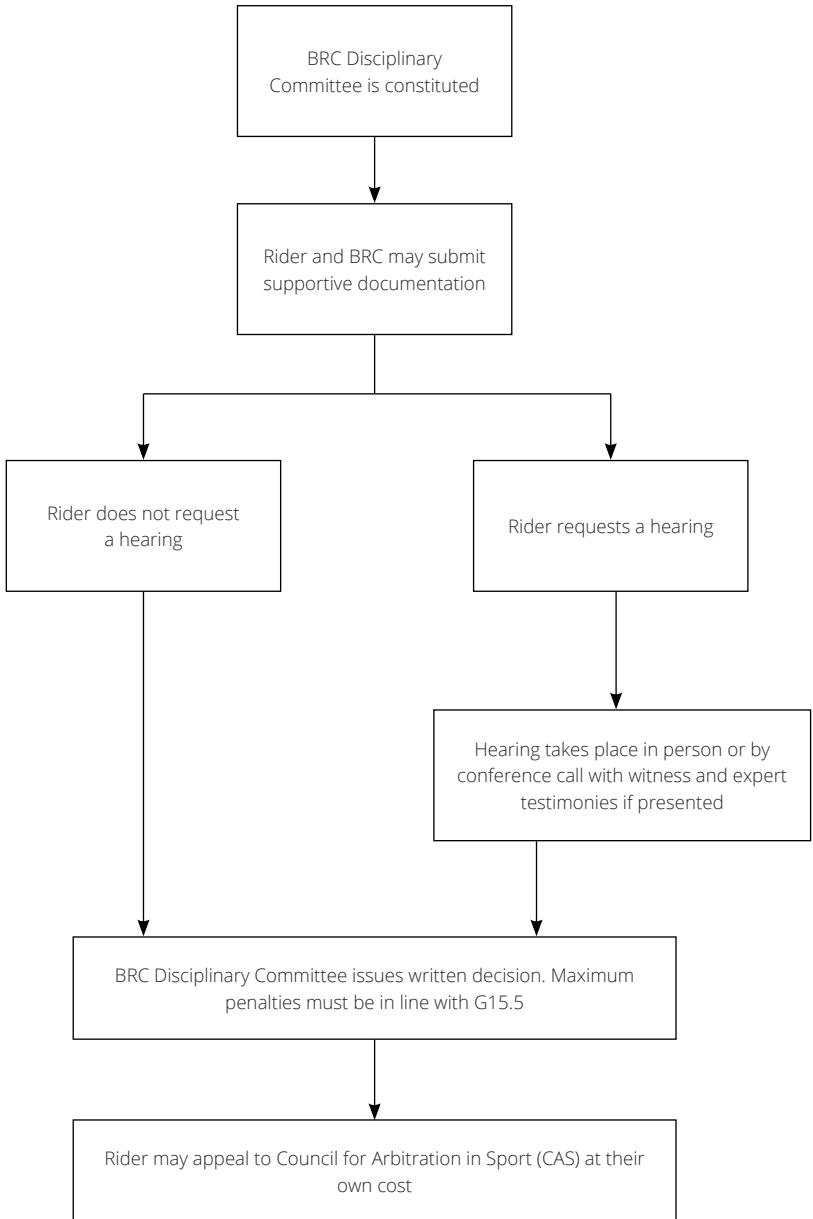 BRC Disciplinary
Committee is constituted
Rider and BRC may submit
supportive documentation
Rider does not request
a hearing
Rider requests a hearing
Hearing takes place in person or by
conference call with witness and expert
testimonies if presented
BRC Disciplinary Committee issues written decision. Maximum
penalties must be in line with G15.5
Rider may appeal to Council for Arbitration in Sport (CAS) at their
own cost